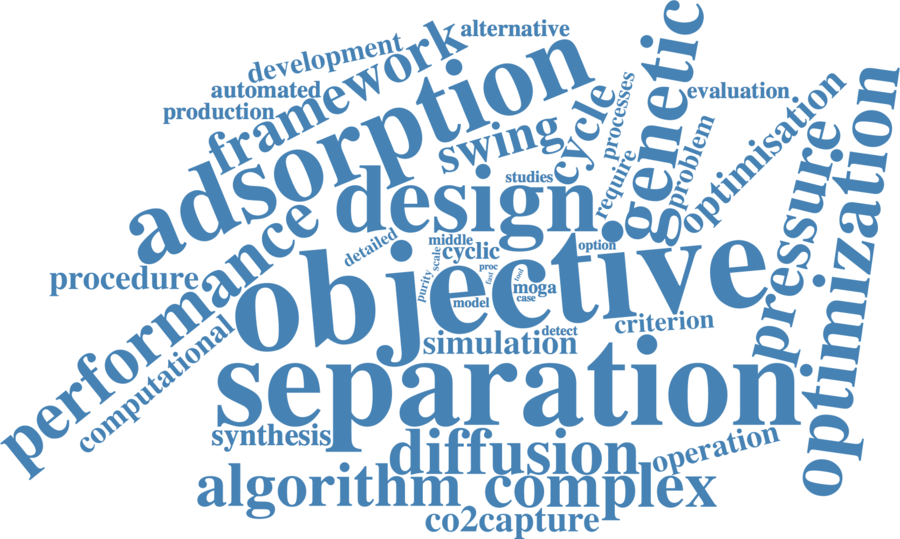 alternative
development
framework
automated
production
adsorption
swing
cycle
processes
genetic
evaluation
problem
require
optimisation
pressure
optimization
studies
design
performance
detailed
middle
cyclic
option
procedure
objective
purity
scale
proc
fast
tool
moga
model
case
computational
detect
criterion
simulation
separation
synthesis
diffusion
operation
algorithm
complex
co2capture